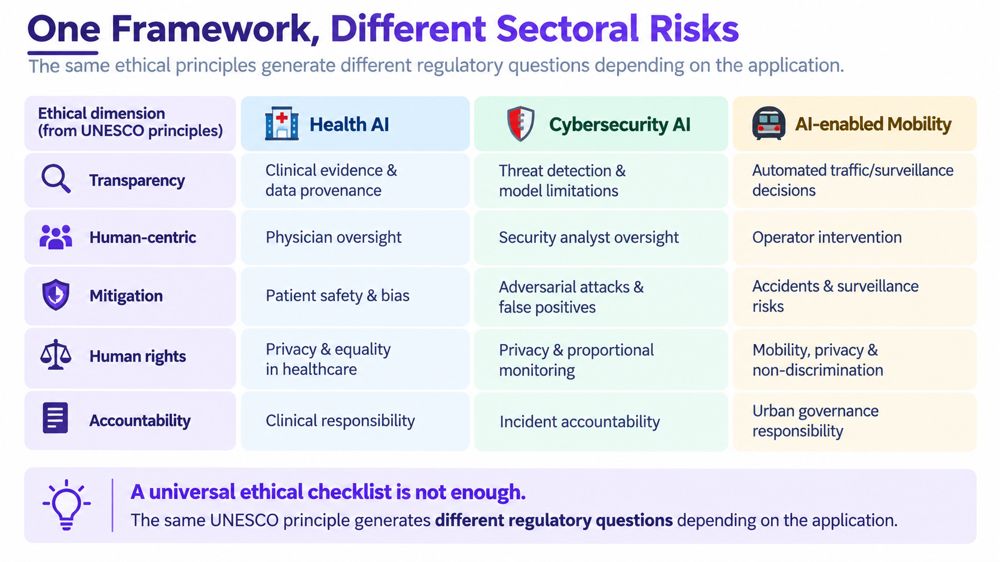 One Framework, Different Sectoral Risks
The same ethical principles generate different regulatory questions depending on the application.
Ethical dimension
(from UNESCO principles)
Health AI
Cybersecurity AI
AI-enabled Mobility
Transparency
Clinical evidence &
data provenance
Threat detection &
model limitations
Automated traffic/surveillance
decisions
Human-centric
Physician oversight
Security analyst oversight
Operator intervention
Mitigation
Patient safety & bias
Adversarial attacks &
false positives
Accidents & surveillance
risks
Human rights
Privacy & equality
in healthcare
Privacy & proportional
monitoring
Mobility, privacy &
non-discrimination
Accountability
Clinical responsibility
Incident accountability
Urban governance
responsibility
A universal ethical checklist is not enough.
The same UNESCO principle generates different regulatory questions depending on the application.